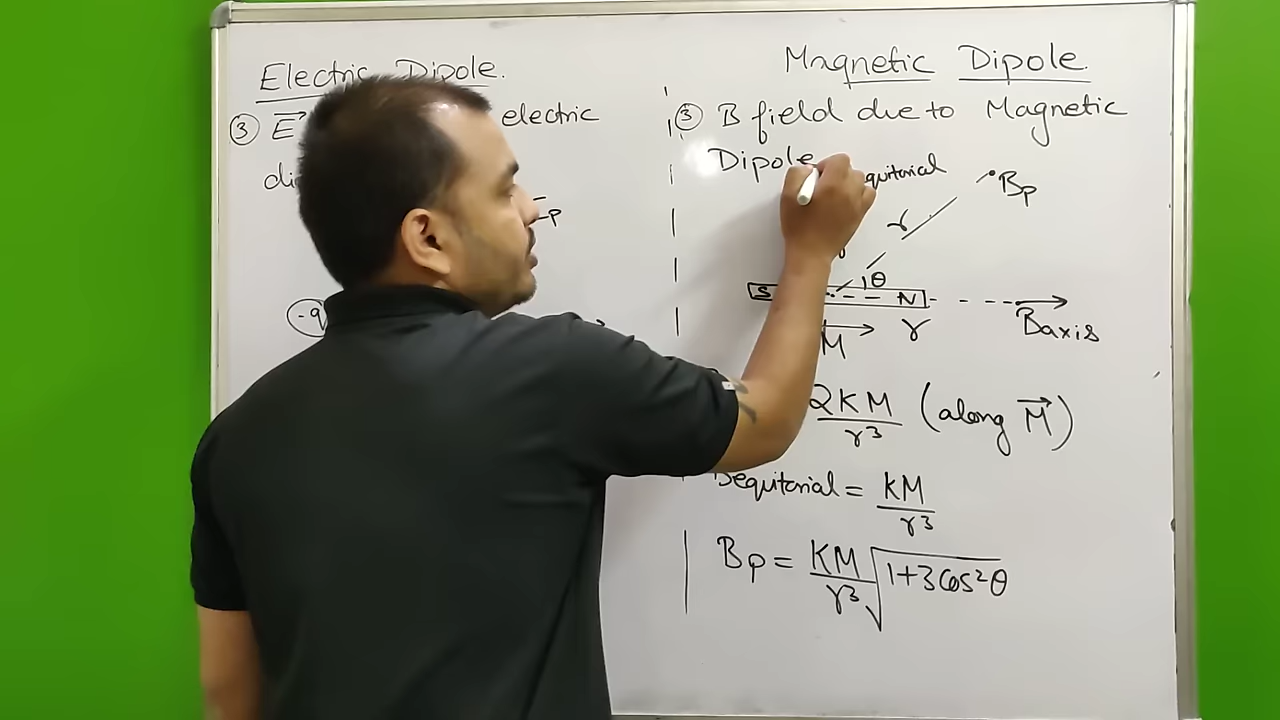 Electric Dipole.
③ E electric
di
-P
-q
Magnetic Dipole.
③ B field due to Magnetic
Dipole
equitorial
Bp
r
θ
S N
M r Baxis
2KM/r³ (along M)
Bequitorial = KM/r³
Bp = KM/r³ √1+3Cos²θ